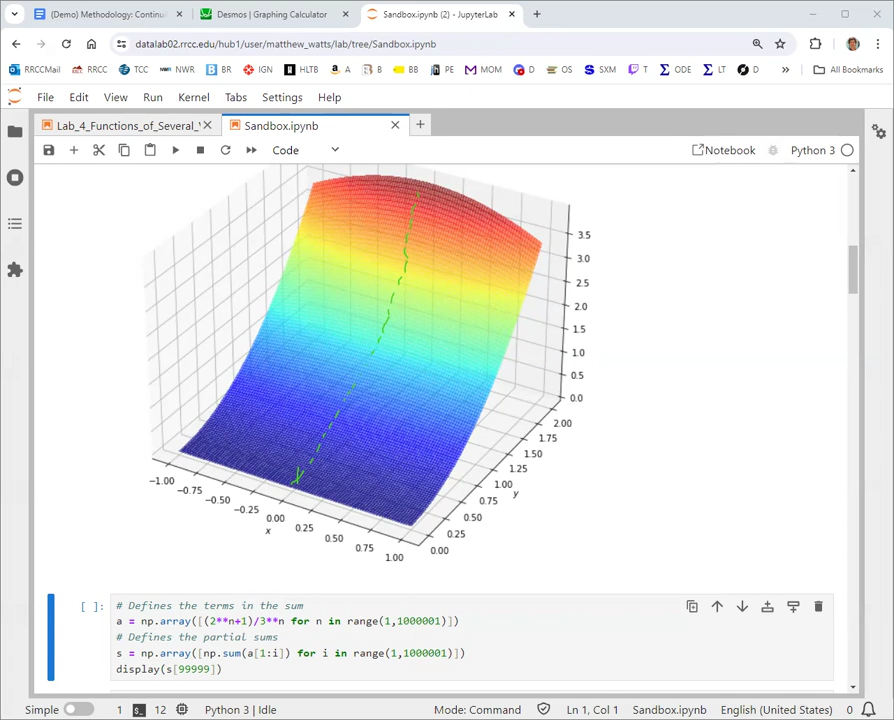 (Demo) Methodology: Continu
Desmos | Graphing Calculator
Sandbox.ipynb (2) - JupyterLab
datalab02.rrcc.edu/hub1/user/matthew_watts/lab/tree/Sandbox.ipynb
RRCCMail RRCC TCC NWR BR IGN HLTB A B BB PE MOM D OS SXM T ODE LT D All Bookmarks
File Edit View Run Kernel Tabs Settings Help
Lab_4_Functions_of_Several_V
Sandbox.ipynb
Code Notebook Python 3
3.5
3.0
2.5
2.0
1.5
1.0
0.5
0.0
2.00
1.75
1.50
1.25
1.00
0.75
0.50
0.25
0.00
y
−1.00
−0.75
−0.50
−0.25
0.00
0.25
0.50
0.75
1.00
x
[ ]:
# Defines the terms in the sum
a = np.array([(2**n+1)/3**n for n in range(1,1000001)])
# Defines the partial sums
s = np.array([np.sum(a[1:i]) for i in range(1,1000001)])
display(s[99999])
Simple 1 12 Python 3 | Idle Mode: Command Ln 1, Col 1 Sandbox.ipynb English (United States) 0